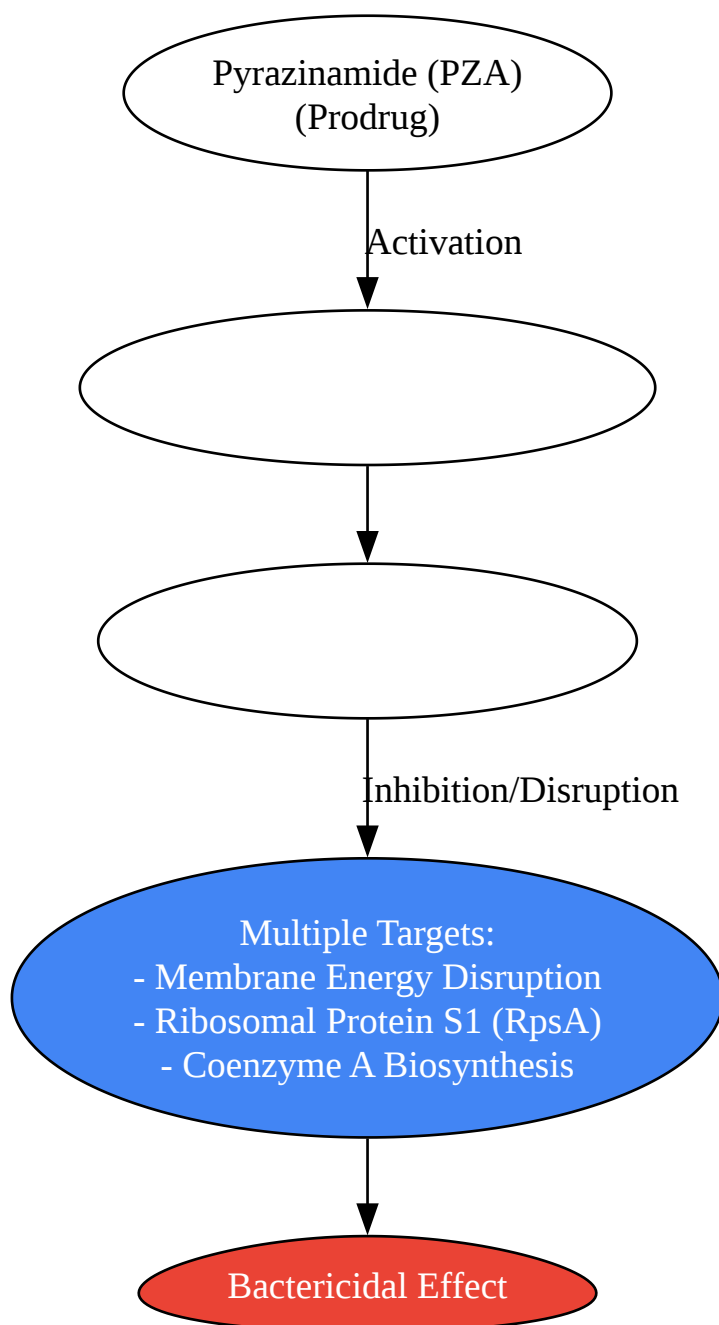 Pyrazinamide (PZA)
(Prodrug)
Activation
Inhibition/Disruption
Multiple Targets:
- Membrane Energy Disruption
- Ribosomal Protein S1 (RpsA)
- Coenzyme A Biosynthesis
Bactericidal Effect